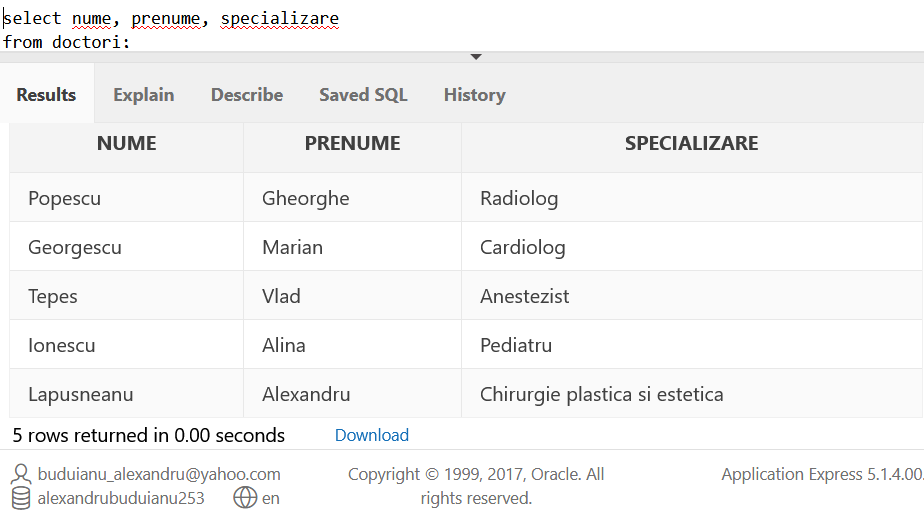 select nume, prenume, specializare
from doctori:
Results Explain Describe Saved SQL History
NUME PRENUME SPECIALIZARE
Popescu Gheorghe Radiolog
Georgescu Marian Cardiolog
Tepes Vlad Anestezist
Ionescu Alina Pediatru
Lapusneanu Alexandru Chirurgie plastica si estetica
5 rows returned in 0.00 seconds Download
buduianu_alexandru@yahoo.com Copyright © 1999, 2017, Oracle. All Application Express 5.1.4.00.
alexandrubuduianu253 en rights reserved.